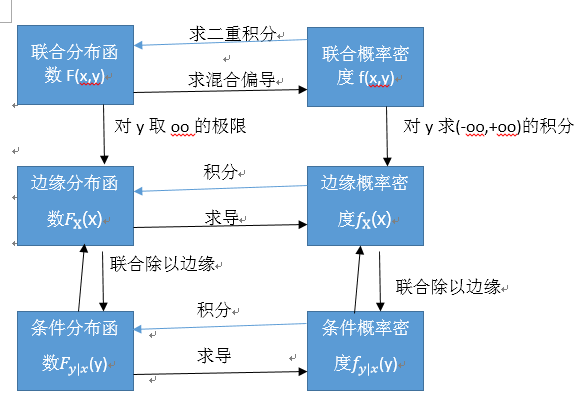 求二重积分
联合分布函
数 F(x,y)
联合概率密
度 f(x,y)
求混合偏导
对 y 取 oo 的极限
对 y 求(-oo,+oo)的积分
积分
边缘分布函
数F_X(x)
边缘概率密
度f_X(x)
求导
联合除以边缘
联合除以边缘
积分
条件分布函
数F_{y|x}(y)
条件概率密
度f_{y|x}(y)
求导